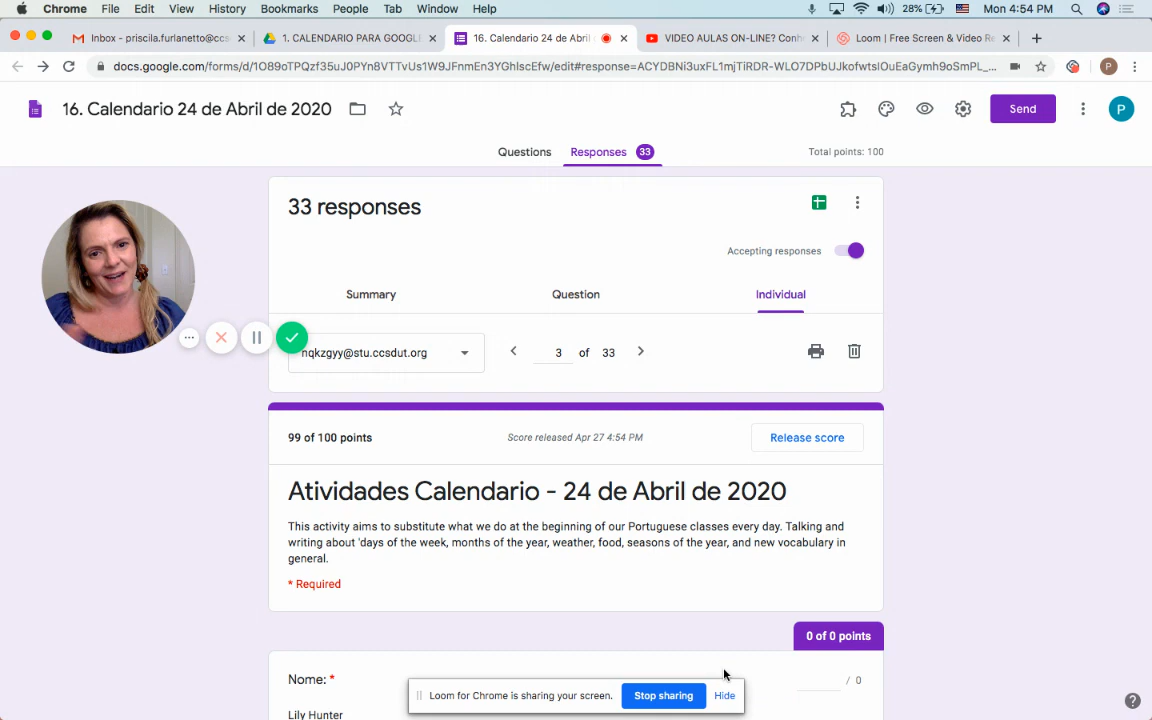 Chrome File Edit View History Bookmarks People Tab Window Help 28% Mon 4:54 PM
Inbox - priscila.furlanetto@ccs
1. CALENDARIO PARA GOOGLE
16. Calendario 24 de Abril
VIDEO AULAS ON-LINE? Conh
Loom | Free Screen & Video Re
docs.google.com/forms/d/1O89oTPQzf35uJ0PYn8VTTvUs1W9JFnmEn3YGhlscEfw/edit#response=ACYDBNi3uxFL1mjTiRDR-WLO7DPbUJkofwtslOuEaGymh9oSmPL_...
P
16. Calendario 24 de Abril de 2020
Send
P
Questions Responses 33 Total points: 100
33 responses
Accepting responses
Summary Question Individual
nqkzgyy@stu.ccsdut.org 3 of 33
99 of 100 points Score released Apr 27 4:54 PM Release score
Atividades Calendario - 24 de Abril de 2020
This activity aims to substitute what we do at the beginning of our Portuguese classes every day. Talking and
writing about 'days of the week, months of the year, weather, food, seasons of the year, and new vocabulary in
general.
* Required
0 of 0 points
Nome: * / 0
Loom for Chrome is sharing your screen. Stop sharing Hide
Lily Hunter